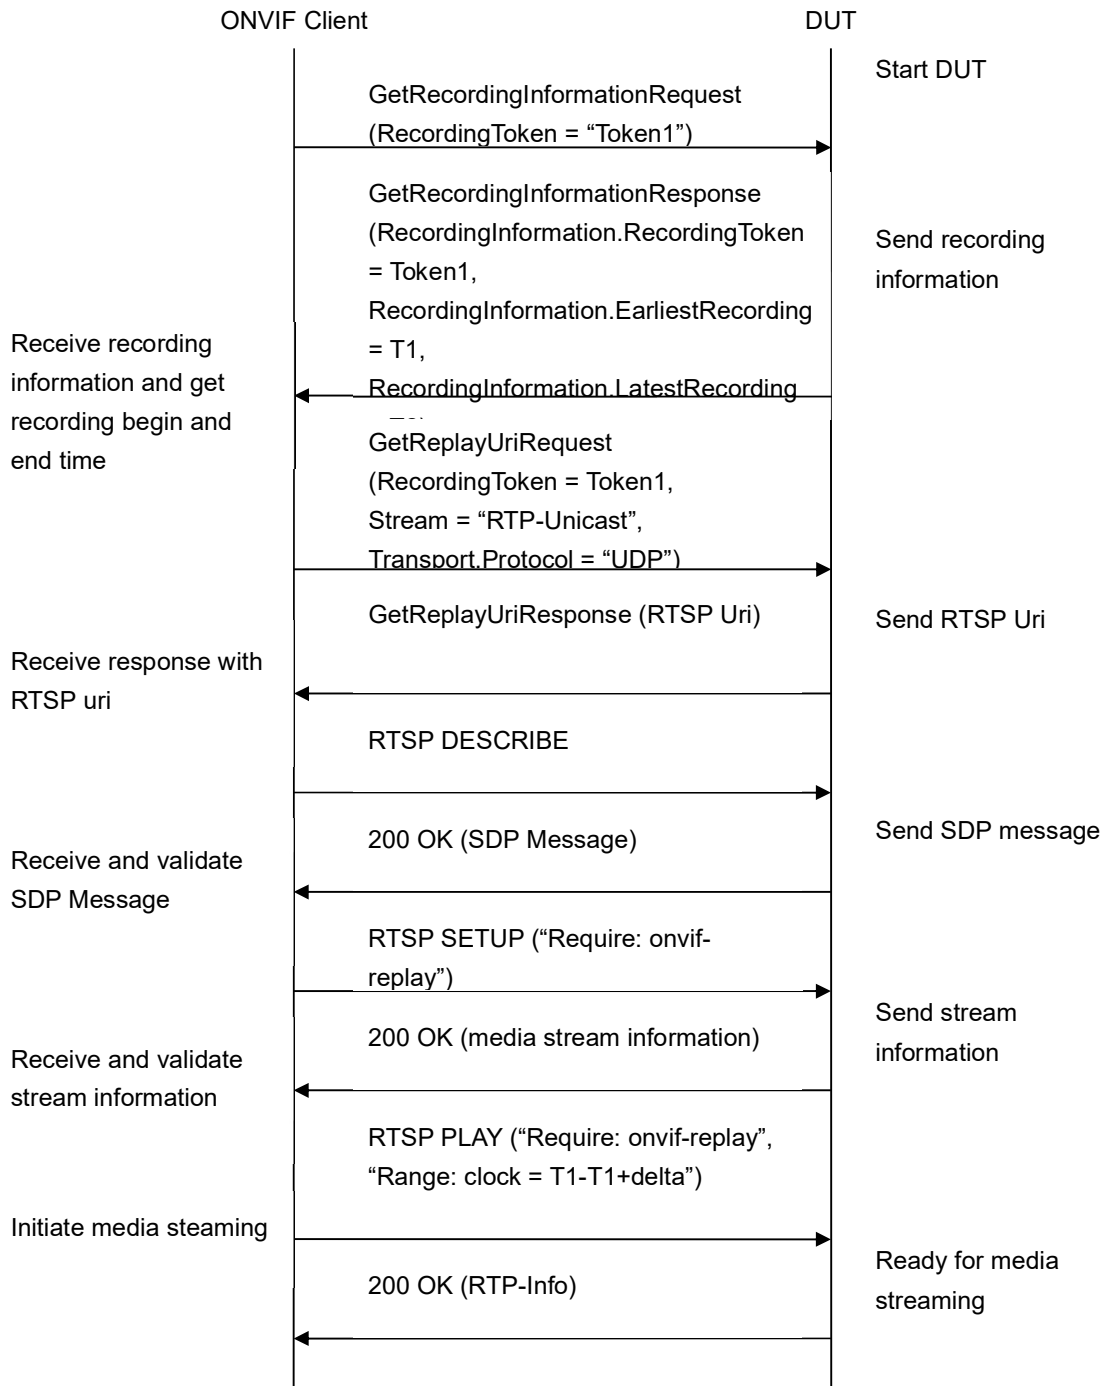 ONVIF Client
DUT
Start DUT
GetRecordingInformationRequest
(RecordingToken = “Token1”)
GetRecordingInformationResponse
(RecordingInformation.RecordingToken
= Token1,
RecordingInformation.EarliestRecording
= T1,
RecordingInformation.LatestRecording
Send recording
information
Receive recording
information and get
recording begin and
end time
GetReplayUriRequest
(RecordingToken = Token1,
Stream = “RTP-Unicast”,
Transport.Protocol = “UDP”)
GetReplayUriResponse (RTSP Uri)
Send RTSP Uri
Receive response with
RTSP uri
RTSP DESCRIBE
200 OK (SDP Message)
Send SDP message
Receive and validate
SDP Message
RTSP SETUP (“Require: onvif-
replay”)
200 OK (media stream information)
Send stream
information
Receive and validate
stream information
RTSP PLAY (“Require: onvif-replay”,
“Range: clock = T1-T1+delta”)
Initiate media steaming
200 OK (RTP-Info)
Ready for media
streaming